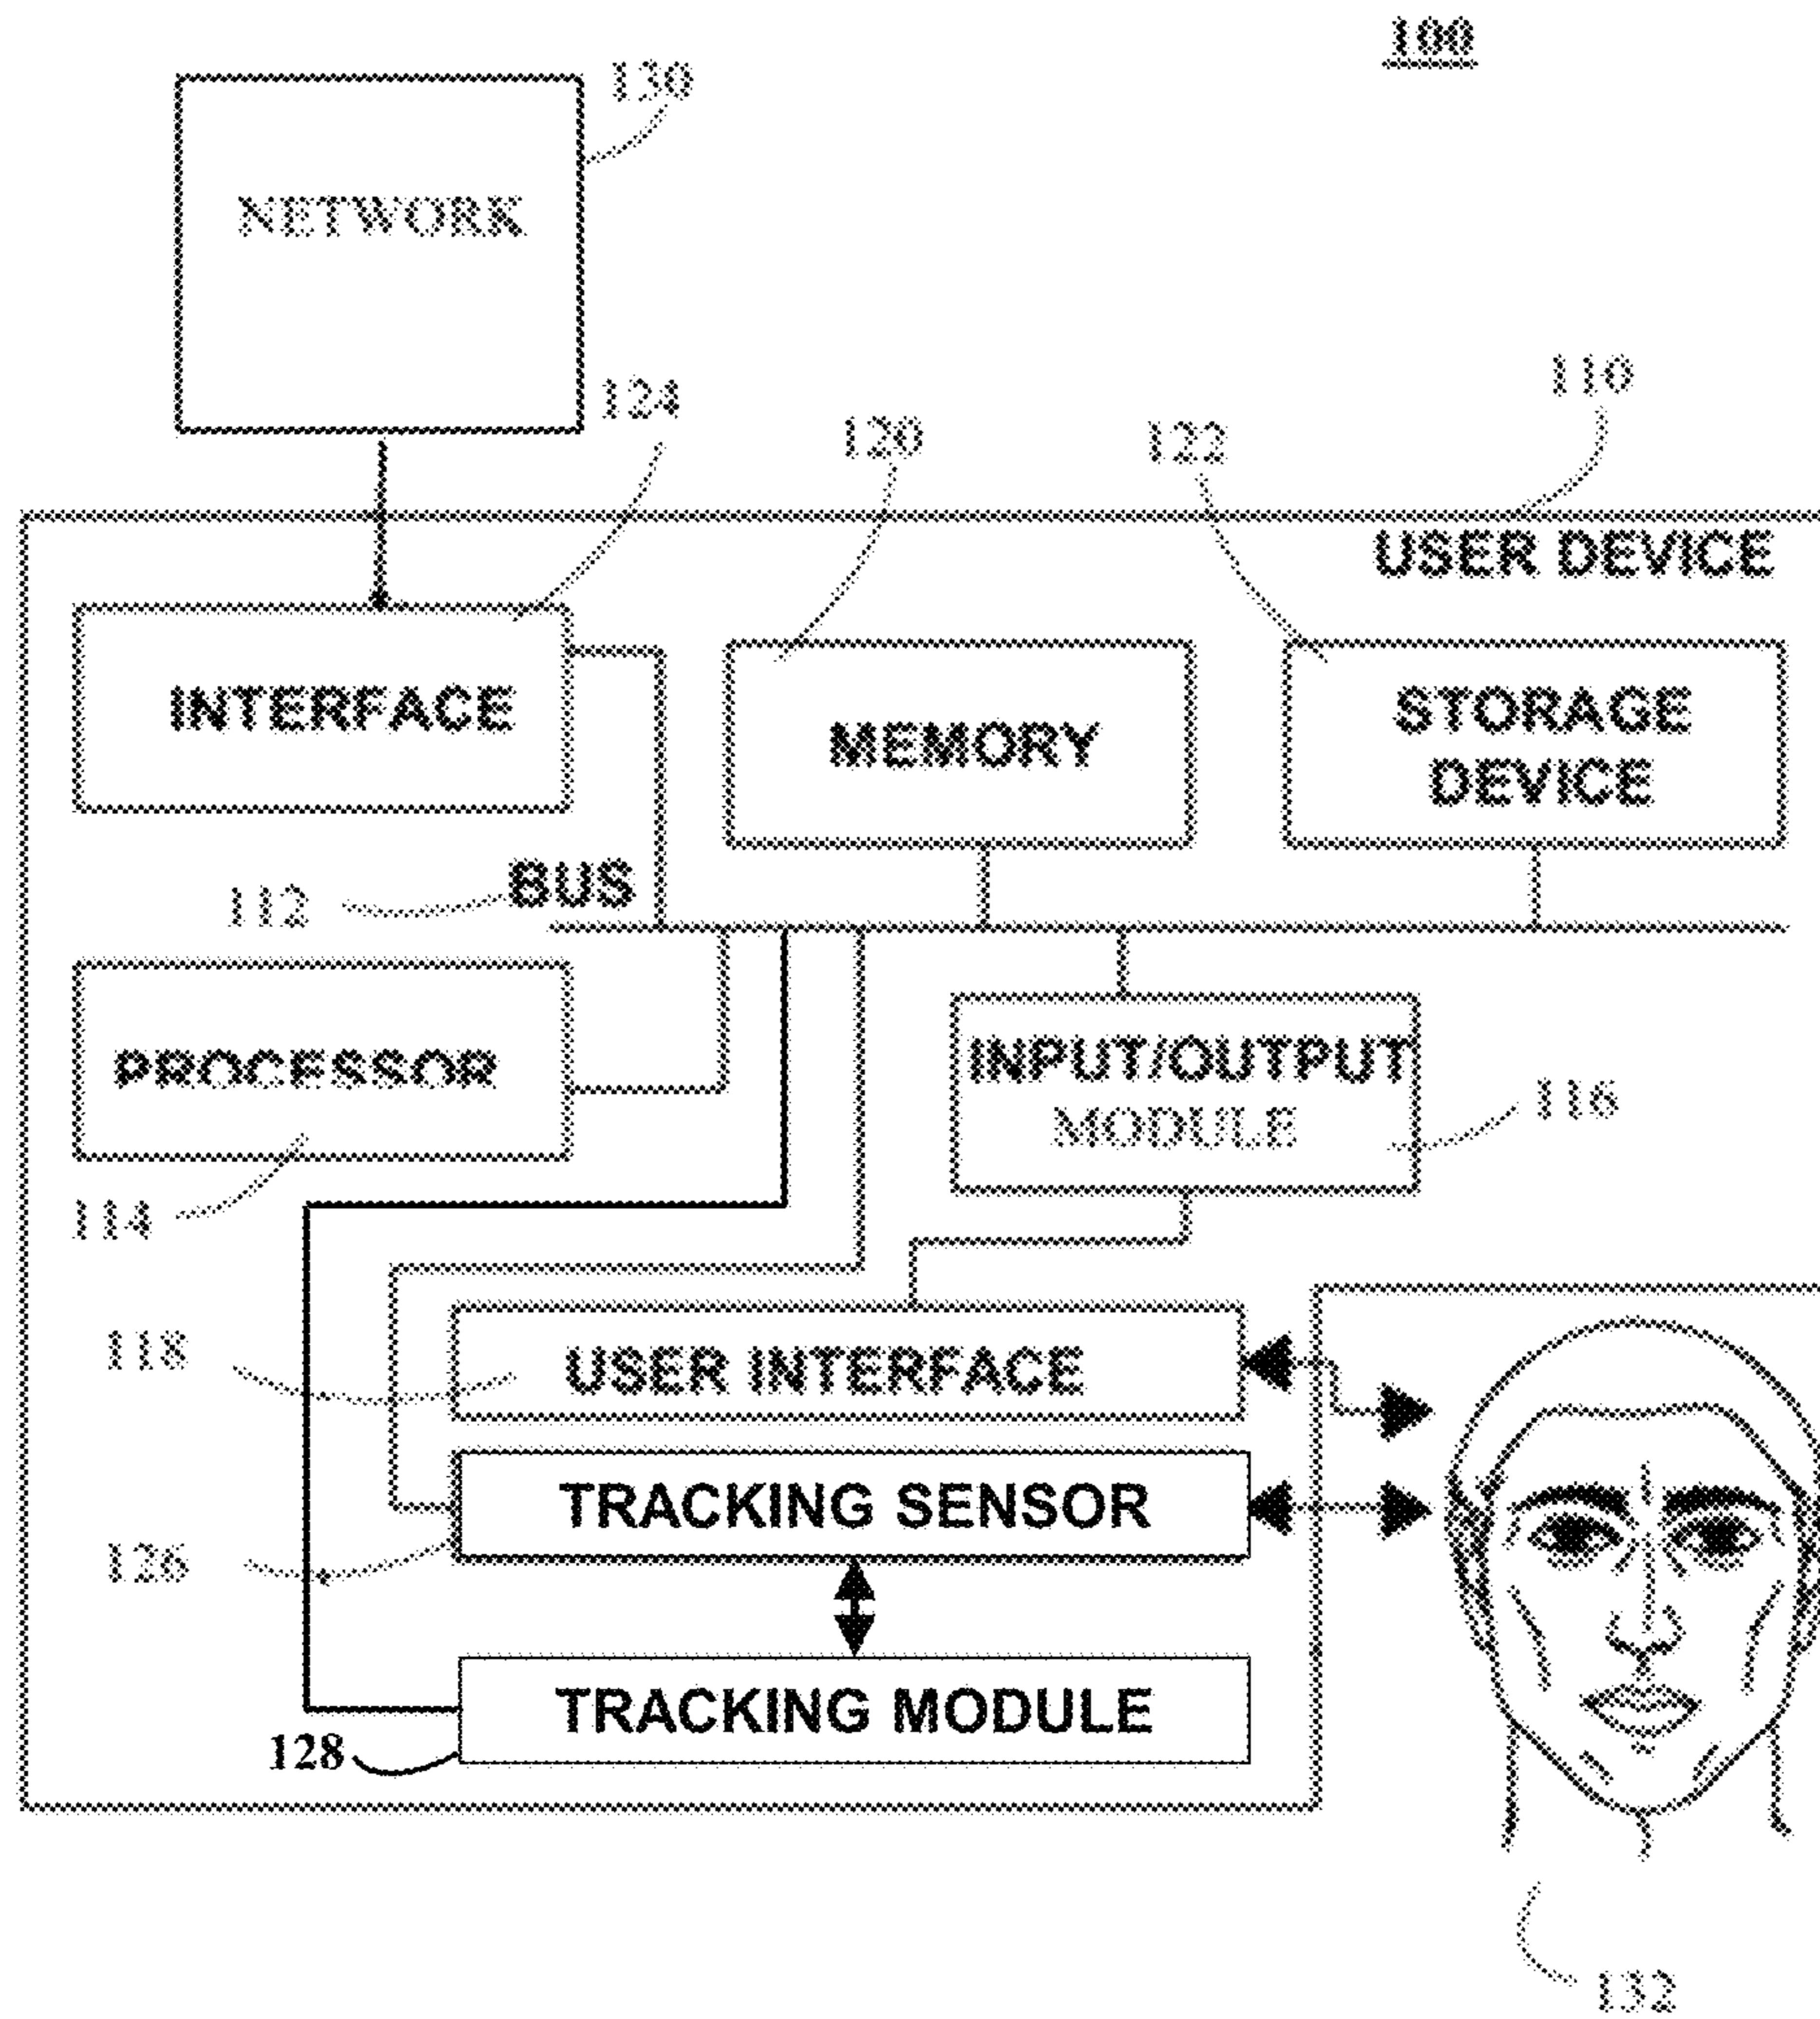 100
130
NETWORK
124
120
122
110
USER DEVICE
INTERFACE
MEMORY
STORAGE
DEVICE
BUS
112
PROCESSOR
INPUT/OUTPUT
MODULE
116
114
118
USER INTERFACE
TRACKING SENSOR
126
TRACKING MODULE
128
132